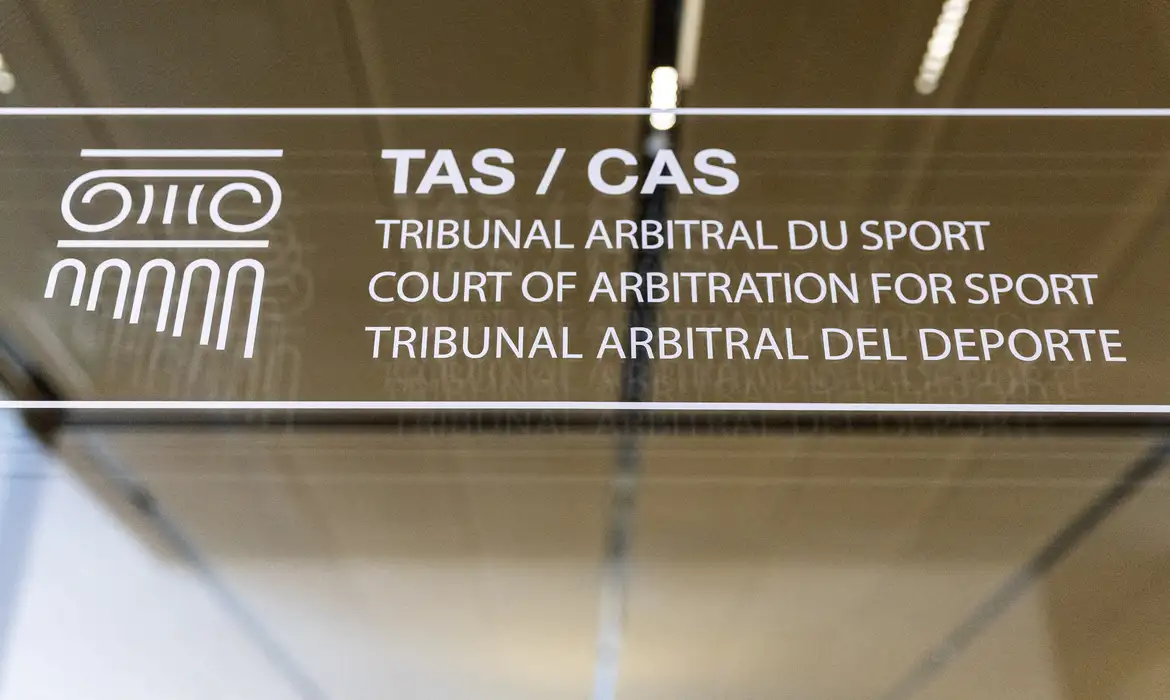 TAS / CAS
TRIBUNAL ARBITRAL DU SPORT
COURT OF ARBITRATION FOR SPORT
TRIBUNAL ARBITRAL DEL DEPORTE